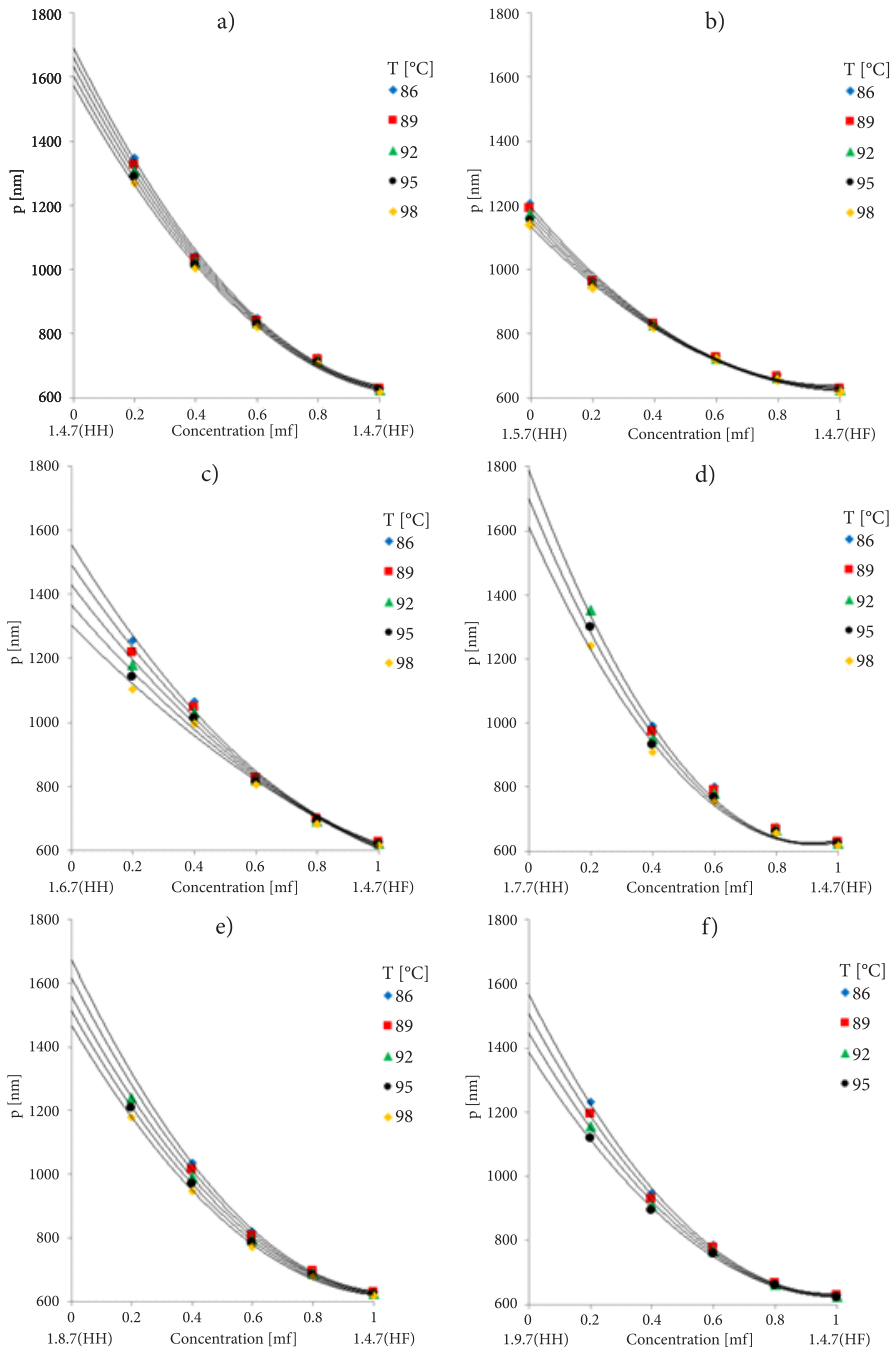 a)
1800
1600
1400
1200
1000
800
600
p [nm]
T [°C]
86
89
92
95
98
0 0.2 0.4 0.6 0.8 1
1.4.7(HH) Concentration [mf] 1.4.7(HF)
b)
1800
1600
1400
1200
1000
800
600
p [nm]
T [°C]
86
89
92
95
98
0 0.2 0.4 0.6 0.8 1
1.5.7(HH) Concentration [mf] 1.4.7(HF)
c)
1800
1600
1400
1200
1000
800
600
p [nm]
T [°C]
86
89
92
95
98
0 0.2 0.4 0.6 0.8 1
1.6.7(HH) Concentration [mf] 1.4.7(HF)
d)
1800
1600
1400
1200
1000
800
600
p [nm]
T [°C]
86
89
92
95
98
0 0.2 0.4 0.6 0.8 1
1.7.7(HH) Concentration [mf] 1.4.7(HF)
e)
1800
1600
1400
1200
1000
800
600
p [nm]
T [°C]
86
89
92
95
98
0 0.2 0.4 0.6 0.8 1
1.8.7(HH) Concentration [mf] 1.4.7(HF)
f)
1800
1600
1400
1200
1000
800
600
p [nm]
T [°C]
86
89
92
95
0 0.2 0.4 0.6 0.8 1
1.9.7(HH) Concentration [mf] 1.4.7(HF)